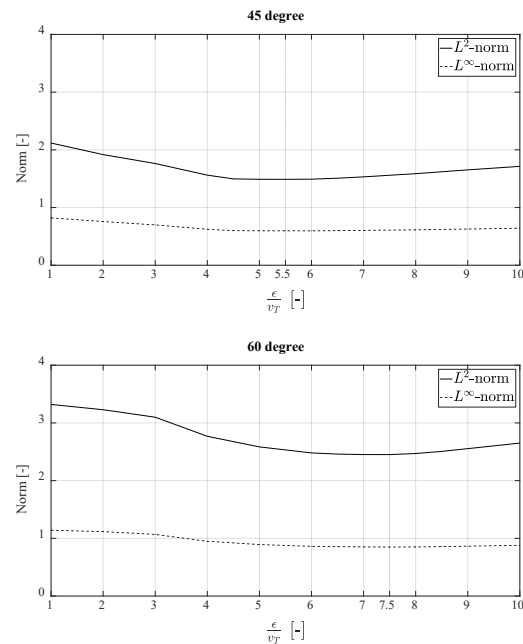 45 degree
4
3
2
1
0
Norm [-]
L²-norm
L∞-norm
1 2 3 4 5 5.5 6 7 8 9 10
ϵ
v_T [-]
60 degree
4
3
2
1
0
Norm [-]
L²-norm
L∞-norm
1 2 3 4 5 6 7 7.5 8 9 10
ϵ
v_T [-]